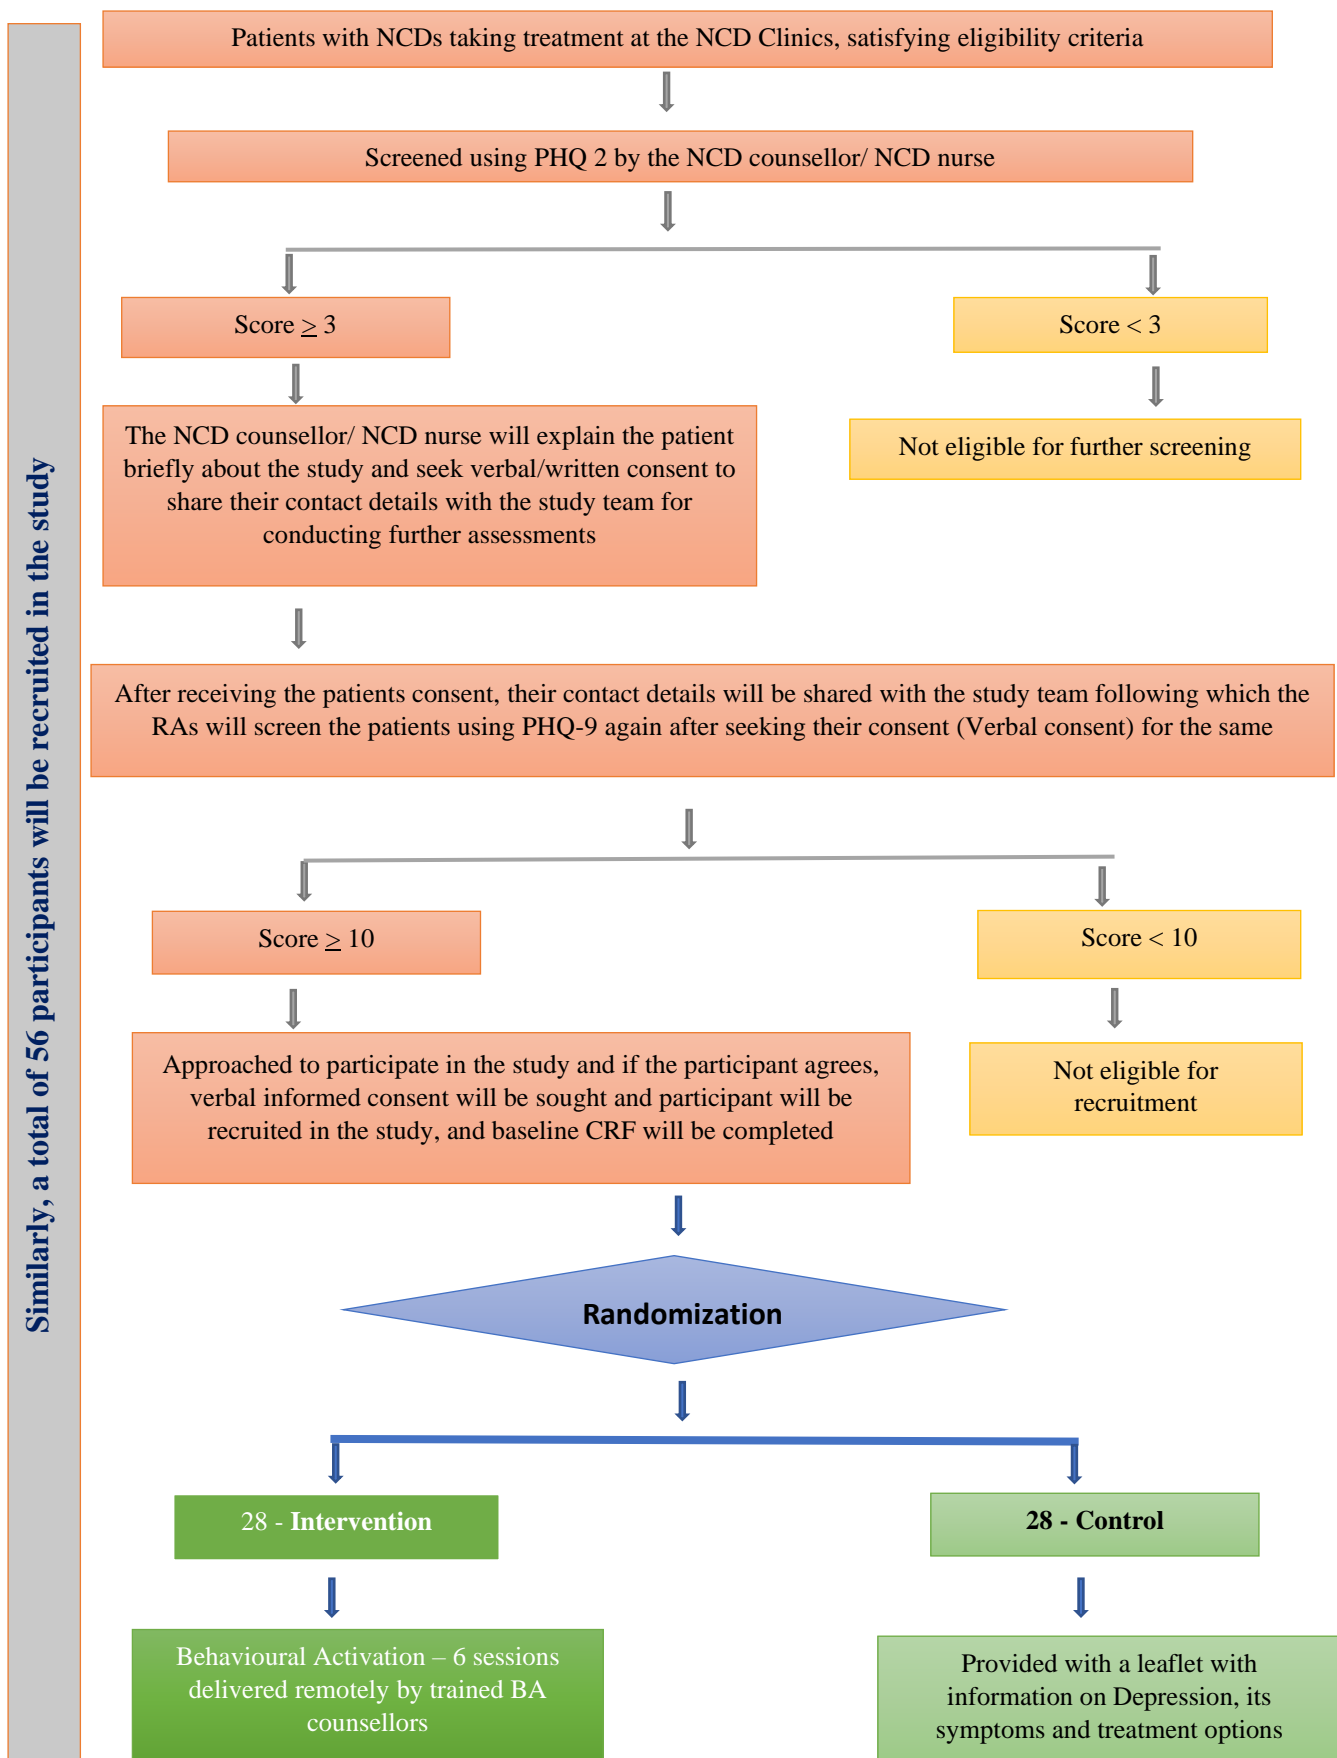 Similarly, a total of 56 participants will be recruited in the study
Patients with NCDs taking treatment at the NCD Clinics, satisfying eligibility criteria
Screened using PHQ 2 by the NCD counsellor/ NCD nurse
Score ≥ 3
Score < 3
The NCD counsellor/ NCD nurse will explain the patient
briefly about the study and seek verbal/written consent to
share their contact details with the study team for
conducting further assessments
Not eligible for further screening
After receiving the patients consent, their contact details will be shared with the study team following which the
RAs will screen the patients using PHQ-9 again after seeking their consent (Verbal consent) for the same
Score ≥ 10
Score < 10
Approached to participate in the study and if the participant agrees,
verbal informed consent will be sought and participant will be
recruited in the study, and baseline CRF will be completed
Not eligible for
recruitment
Randomization
28 - Intervention
28 - Control
Behavioural Activation – 6 sessions
delivered remotely by trained BA
counsellors
Provided with a leaflet with
information on Depression, its
symptoms and treatment options